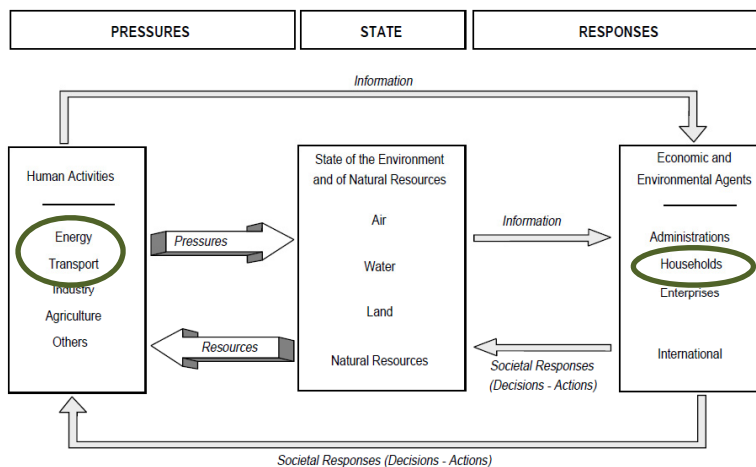 PRESSURES
STATE
RESPONSES
Information
Human Activities
Energy
Transport
Industry
Agriculture
Others
Pressures
Resources
State of the Environment
and of Natural Resources
Air
Water
Land
Natural Resources
Information
Societal Responses
(Decisions - Actions)
Economic and
Environmental Agents
Administrations
Households
Enterprises
International
Societal Responses (Decisions - Actions)